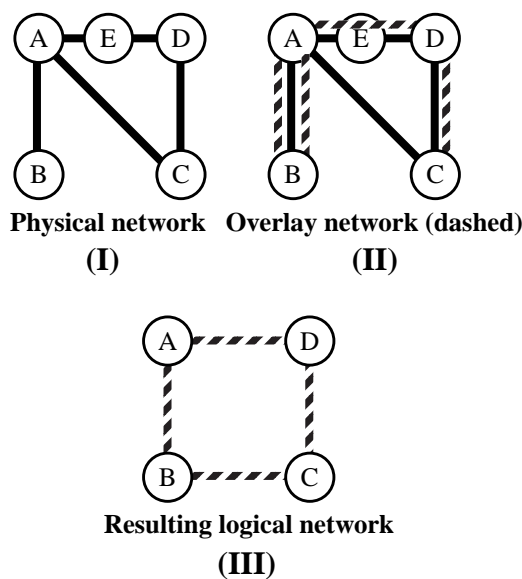 A E D
B C
A E D
B C
Physical network
(I)
Overlay network (dashed)
(II)
A D
B C
Resulting logical network
(III)